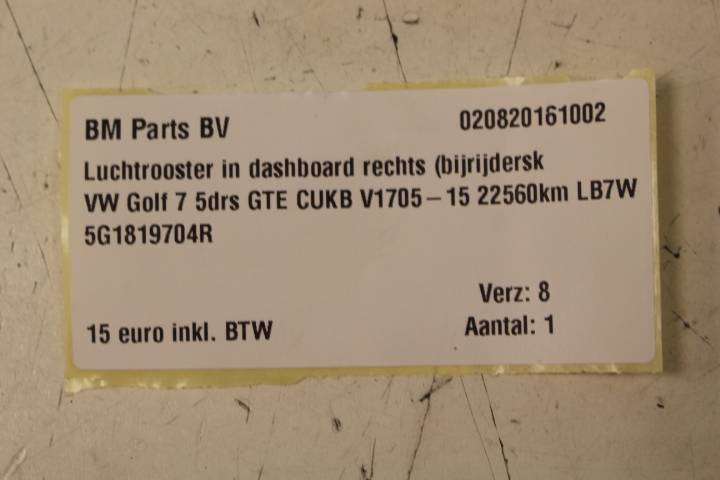 BM Parts BV 020820161002
Luchtrooster in dashboard rechts (bijrijdersk
VW Golf 7 5drs GTE CUKB V1705-15 22560km LB7W
5G1819704R
Verz: 8
15 euro inkl. BTW Aantal: 1